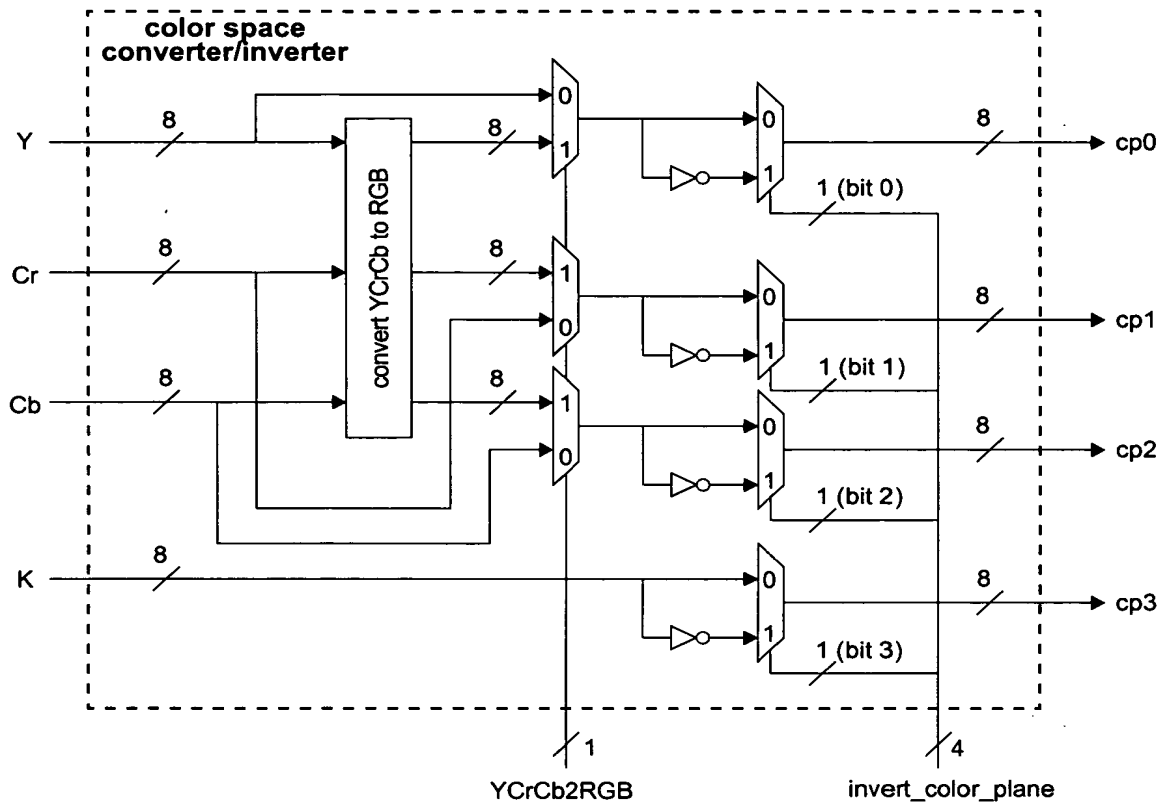 color space
converter/inverter
Y
8
8
0
1
0
1
8
cp0
1 (bit 0)
convert YCrCb to RGB
Cr
8
8
1
0
0
1
8
cp1
1 (bit 1)
Cb
8
8
1
0
0
1
8
cp2
1 (bit 2)
K
8
0
1
8
cp3
1 (bit 3)
1
4
YCrCb2RGB
invert_color_plane